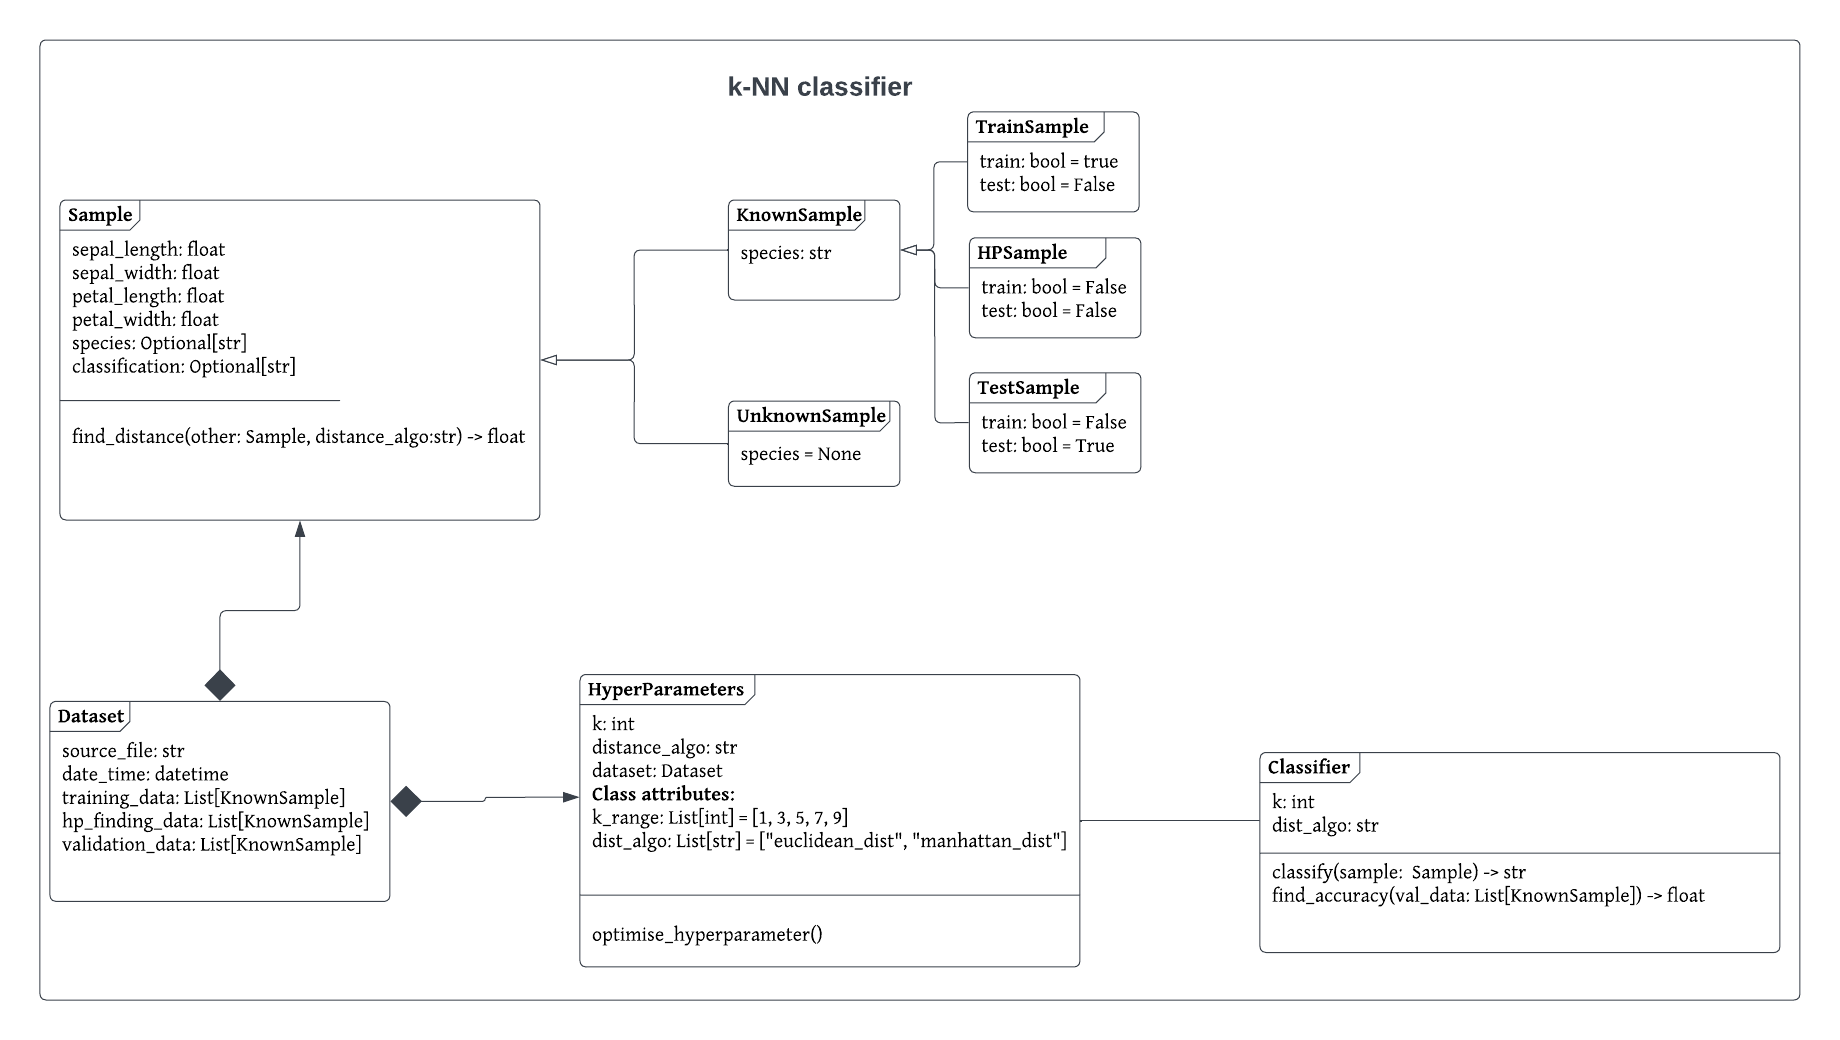 k-NN classifier
Sample
sepal_length: float
sepal_width: float
petal_length: float
petal_width: float
species: Optional[str]
classification: Optional[str]
find_distance(other: Sample, distance_algo:str) -> float
KnownSample
species: str
UnknownSample
species = None
TrainSample
train: bool = true
test: bool = False
HPSample
train: bool = False
test: bool = False
TestSample
train: bool = False
test: bool = True
Dataset
source_file: str
date_time: datetime
training_data: List[KnownSample]
hp_finding_data: List[KnownSample]
validation_data: List[KnownSample]
HyperParameters
k: int
distance_algo: str
dataset: Dataset
Class attributes:
k_range: List[int] = [1, 3, 5, 7, 9]
dist_algo: List[str] = ["euclidean_dist", "manhattan_dist"]
optimise_hyperparameter()
Classifier
k: int
dist_algo: str
classify(sample:  Sample) -> str
find_accuracy(val_data: List[KnownSample]) -> float